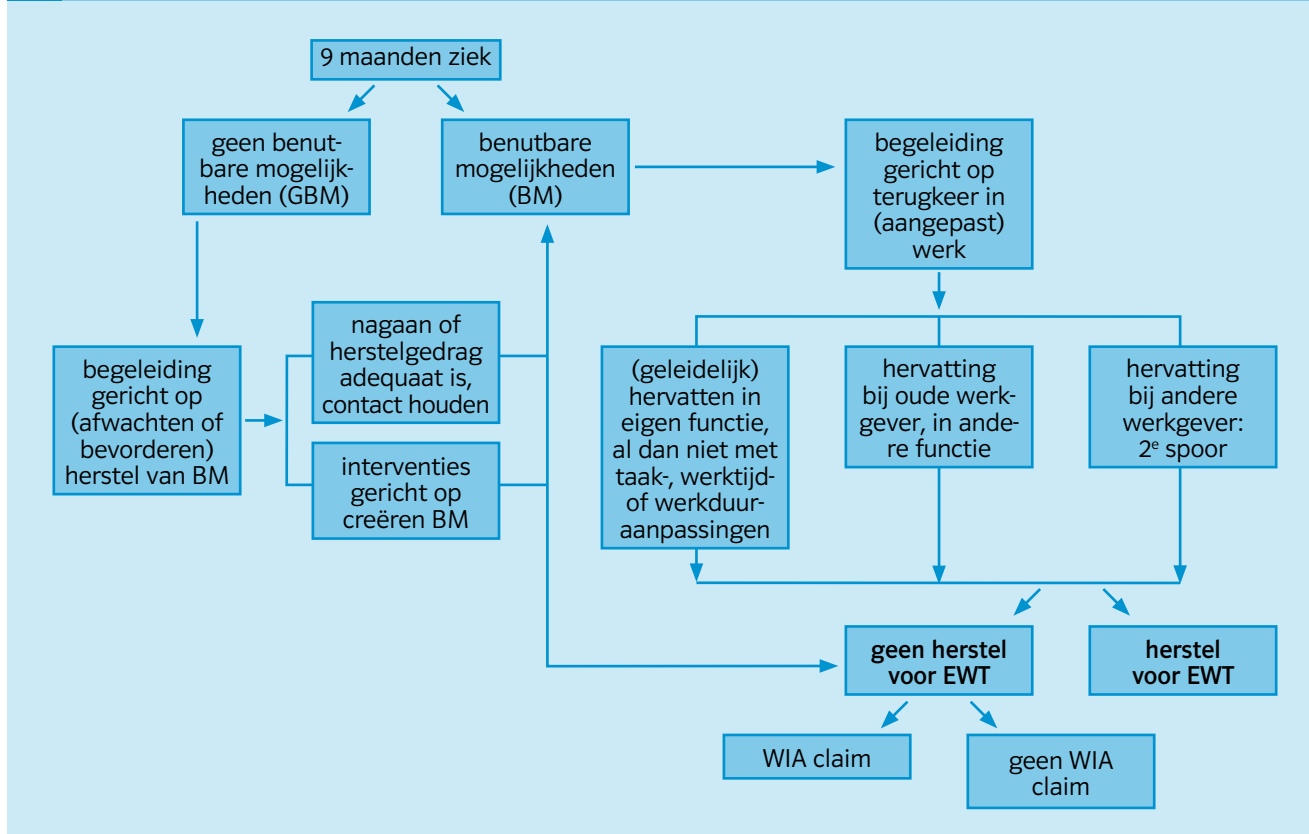 9 maanden ziek
geen benut-
bare mogelijk-
heden (GBM)
benutbare
mogelijkheden
(BM)
begeleiding
gericht op
terugkeer in
(aangepast)
werk
begeleiding
gericht op
(afwachten of
bevorderen)
herstel van BM
nagaan of
herstelgedrag
adequaat is,
contact houden
interventies
gericht op
creëren BM
(geleidelijk)
hervatten in
eigen functie,
al dan niet met
taak-, werktijd-
of werkduur-
aanpassingen
hervatting
bij oude werk-
gever, in ande-
re functie
hervatting
bij andere
werkgever:
2e spoor
geen herstel
voor EWT
herstel
voor EWT
WIA claim
geen WIA
claim